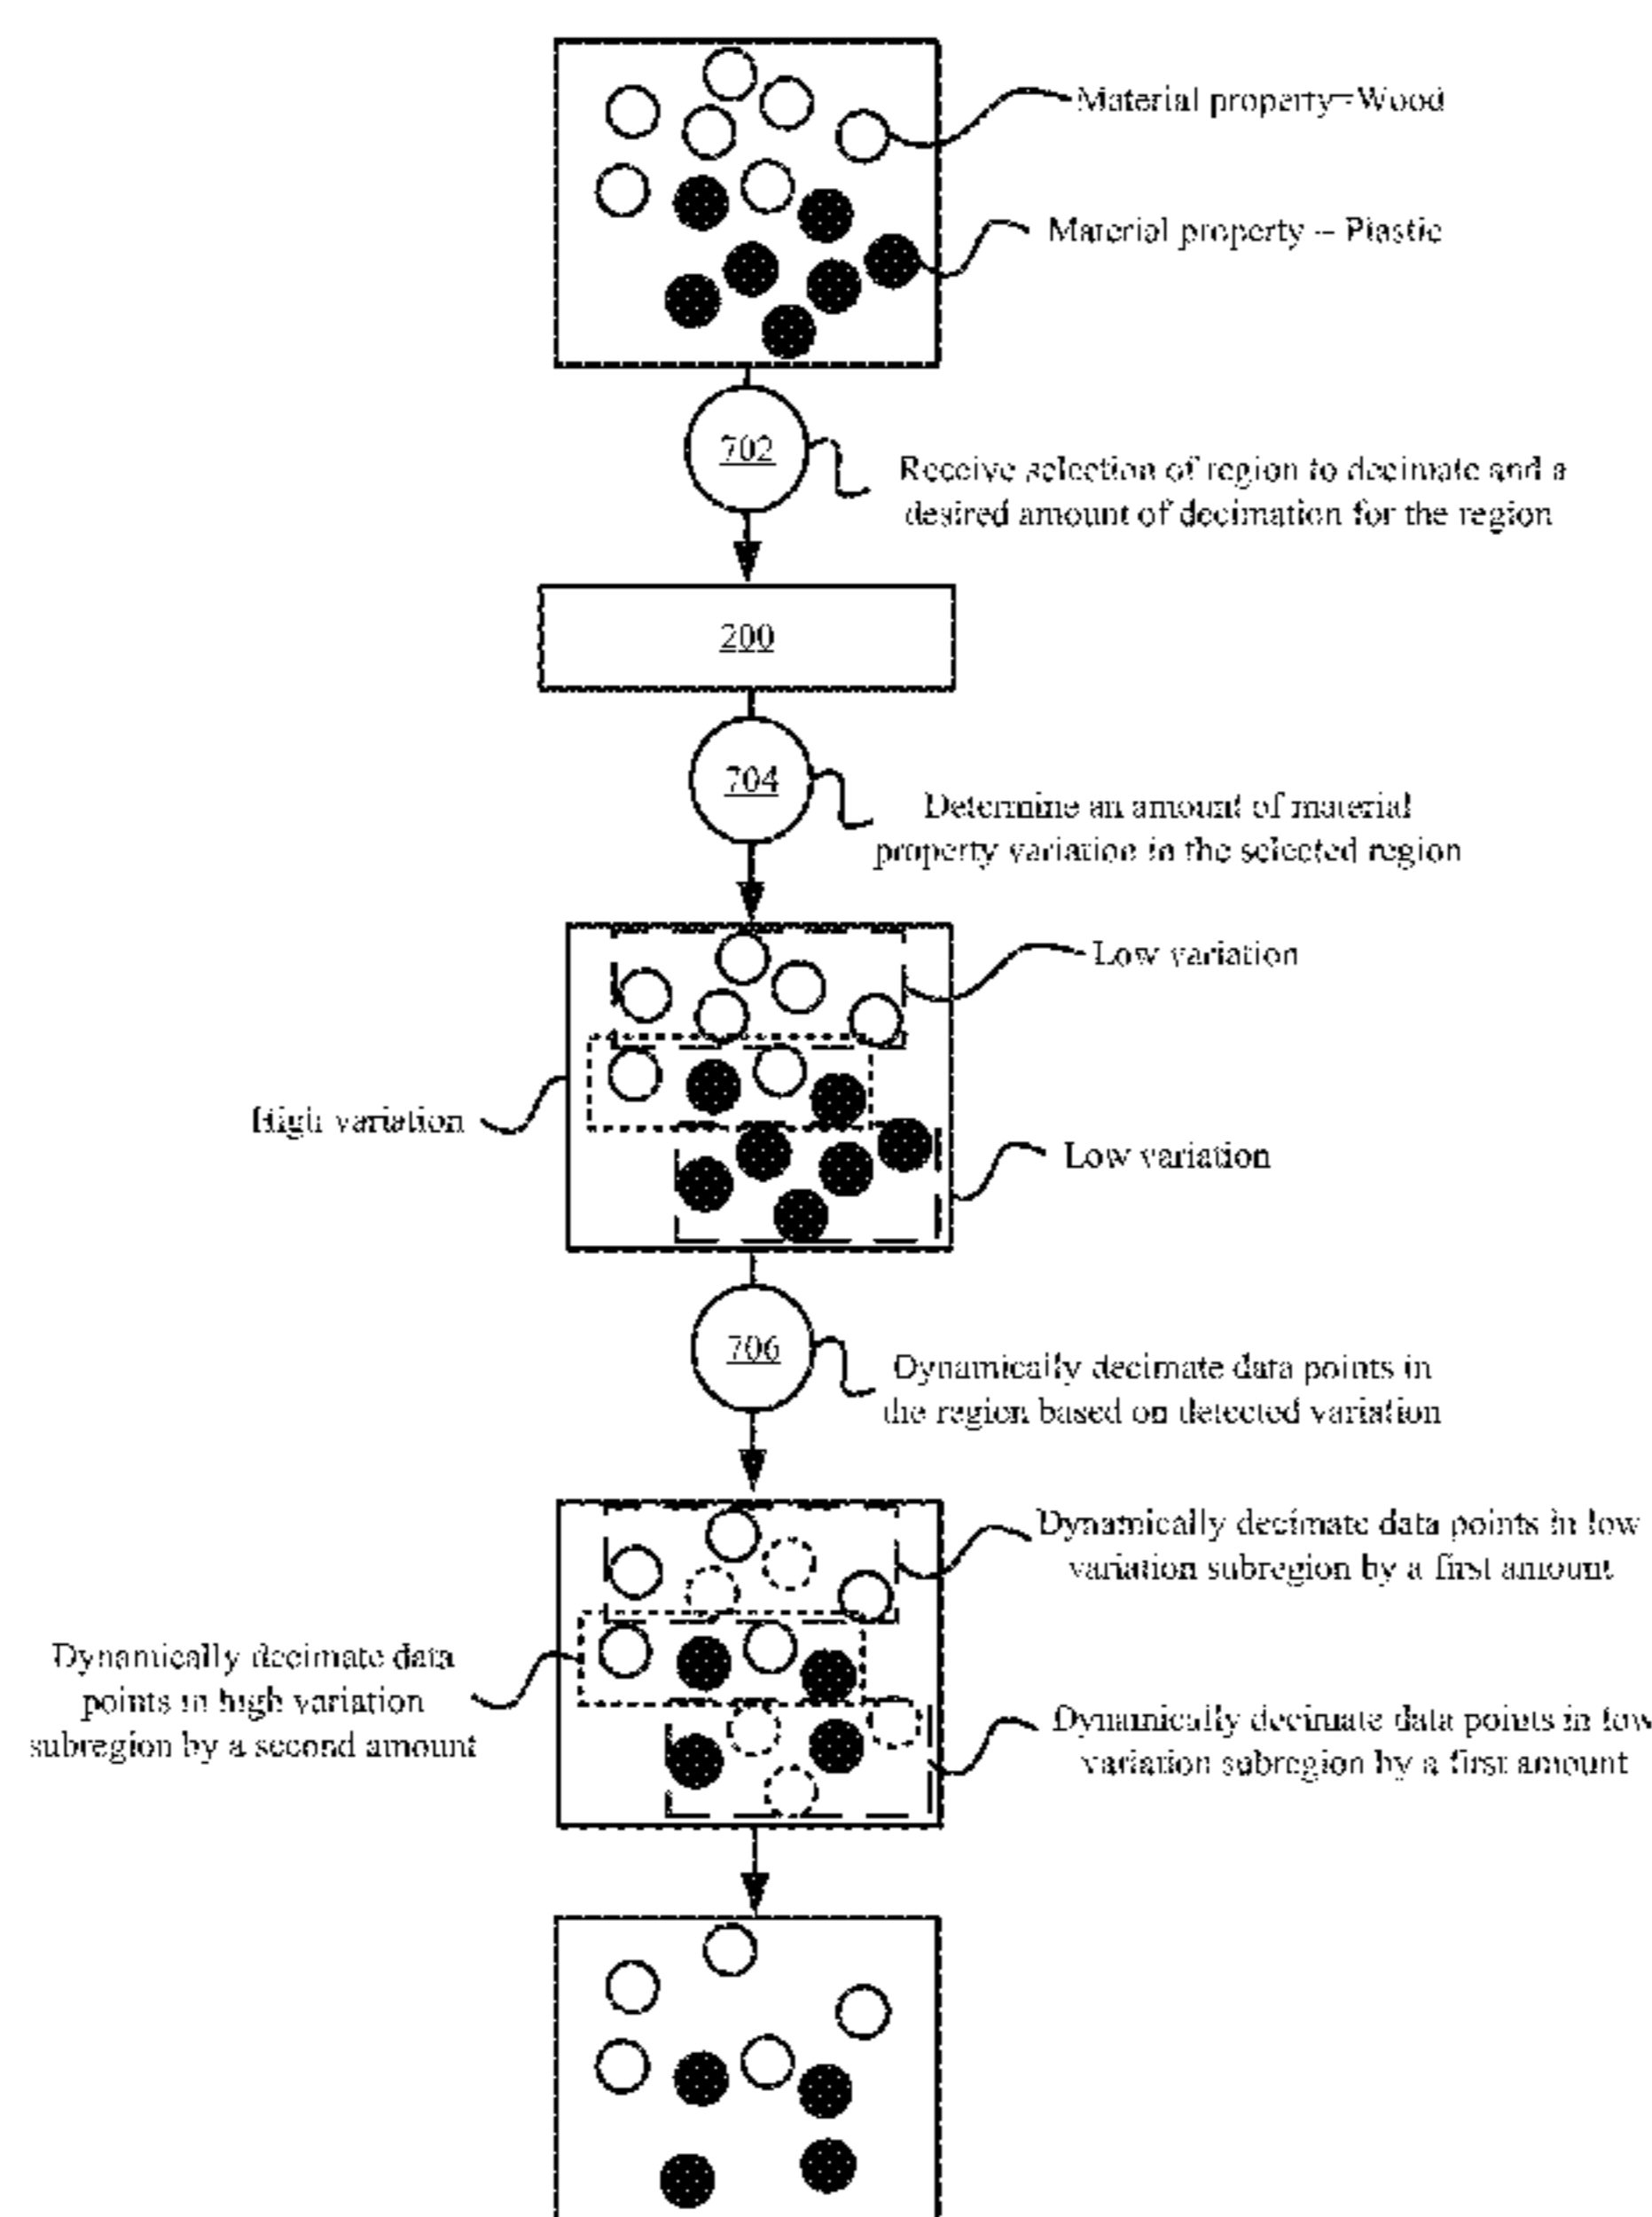 Material property=Wood
Material property = Plastic
702
Receive selection of region to decimate and a
desired amount of decimation for the region
200
704
Determine an amount of material
property variation in the selected region
Low variation
High variation
Low variation
706
Dynamically decimate data points in
the region based on detected variation
Dynamically decimate data points in low
variation subregion by a first amount
Dynamically decimate data
points in high variation
subregion by a second amount
Dynamically decimate data points in low
variation subregion by a first amount